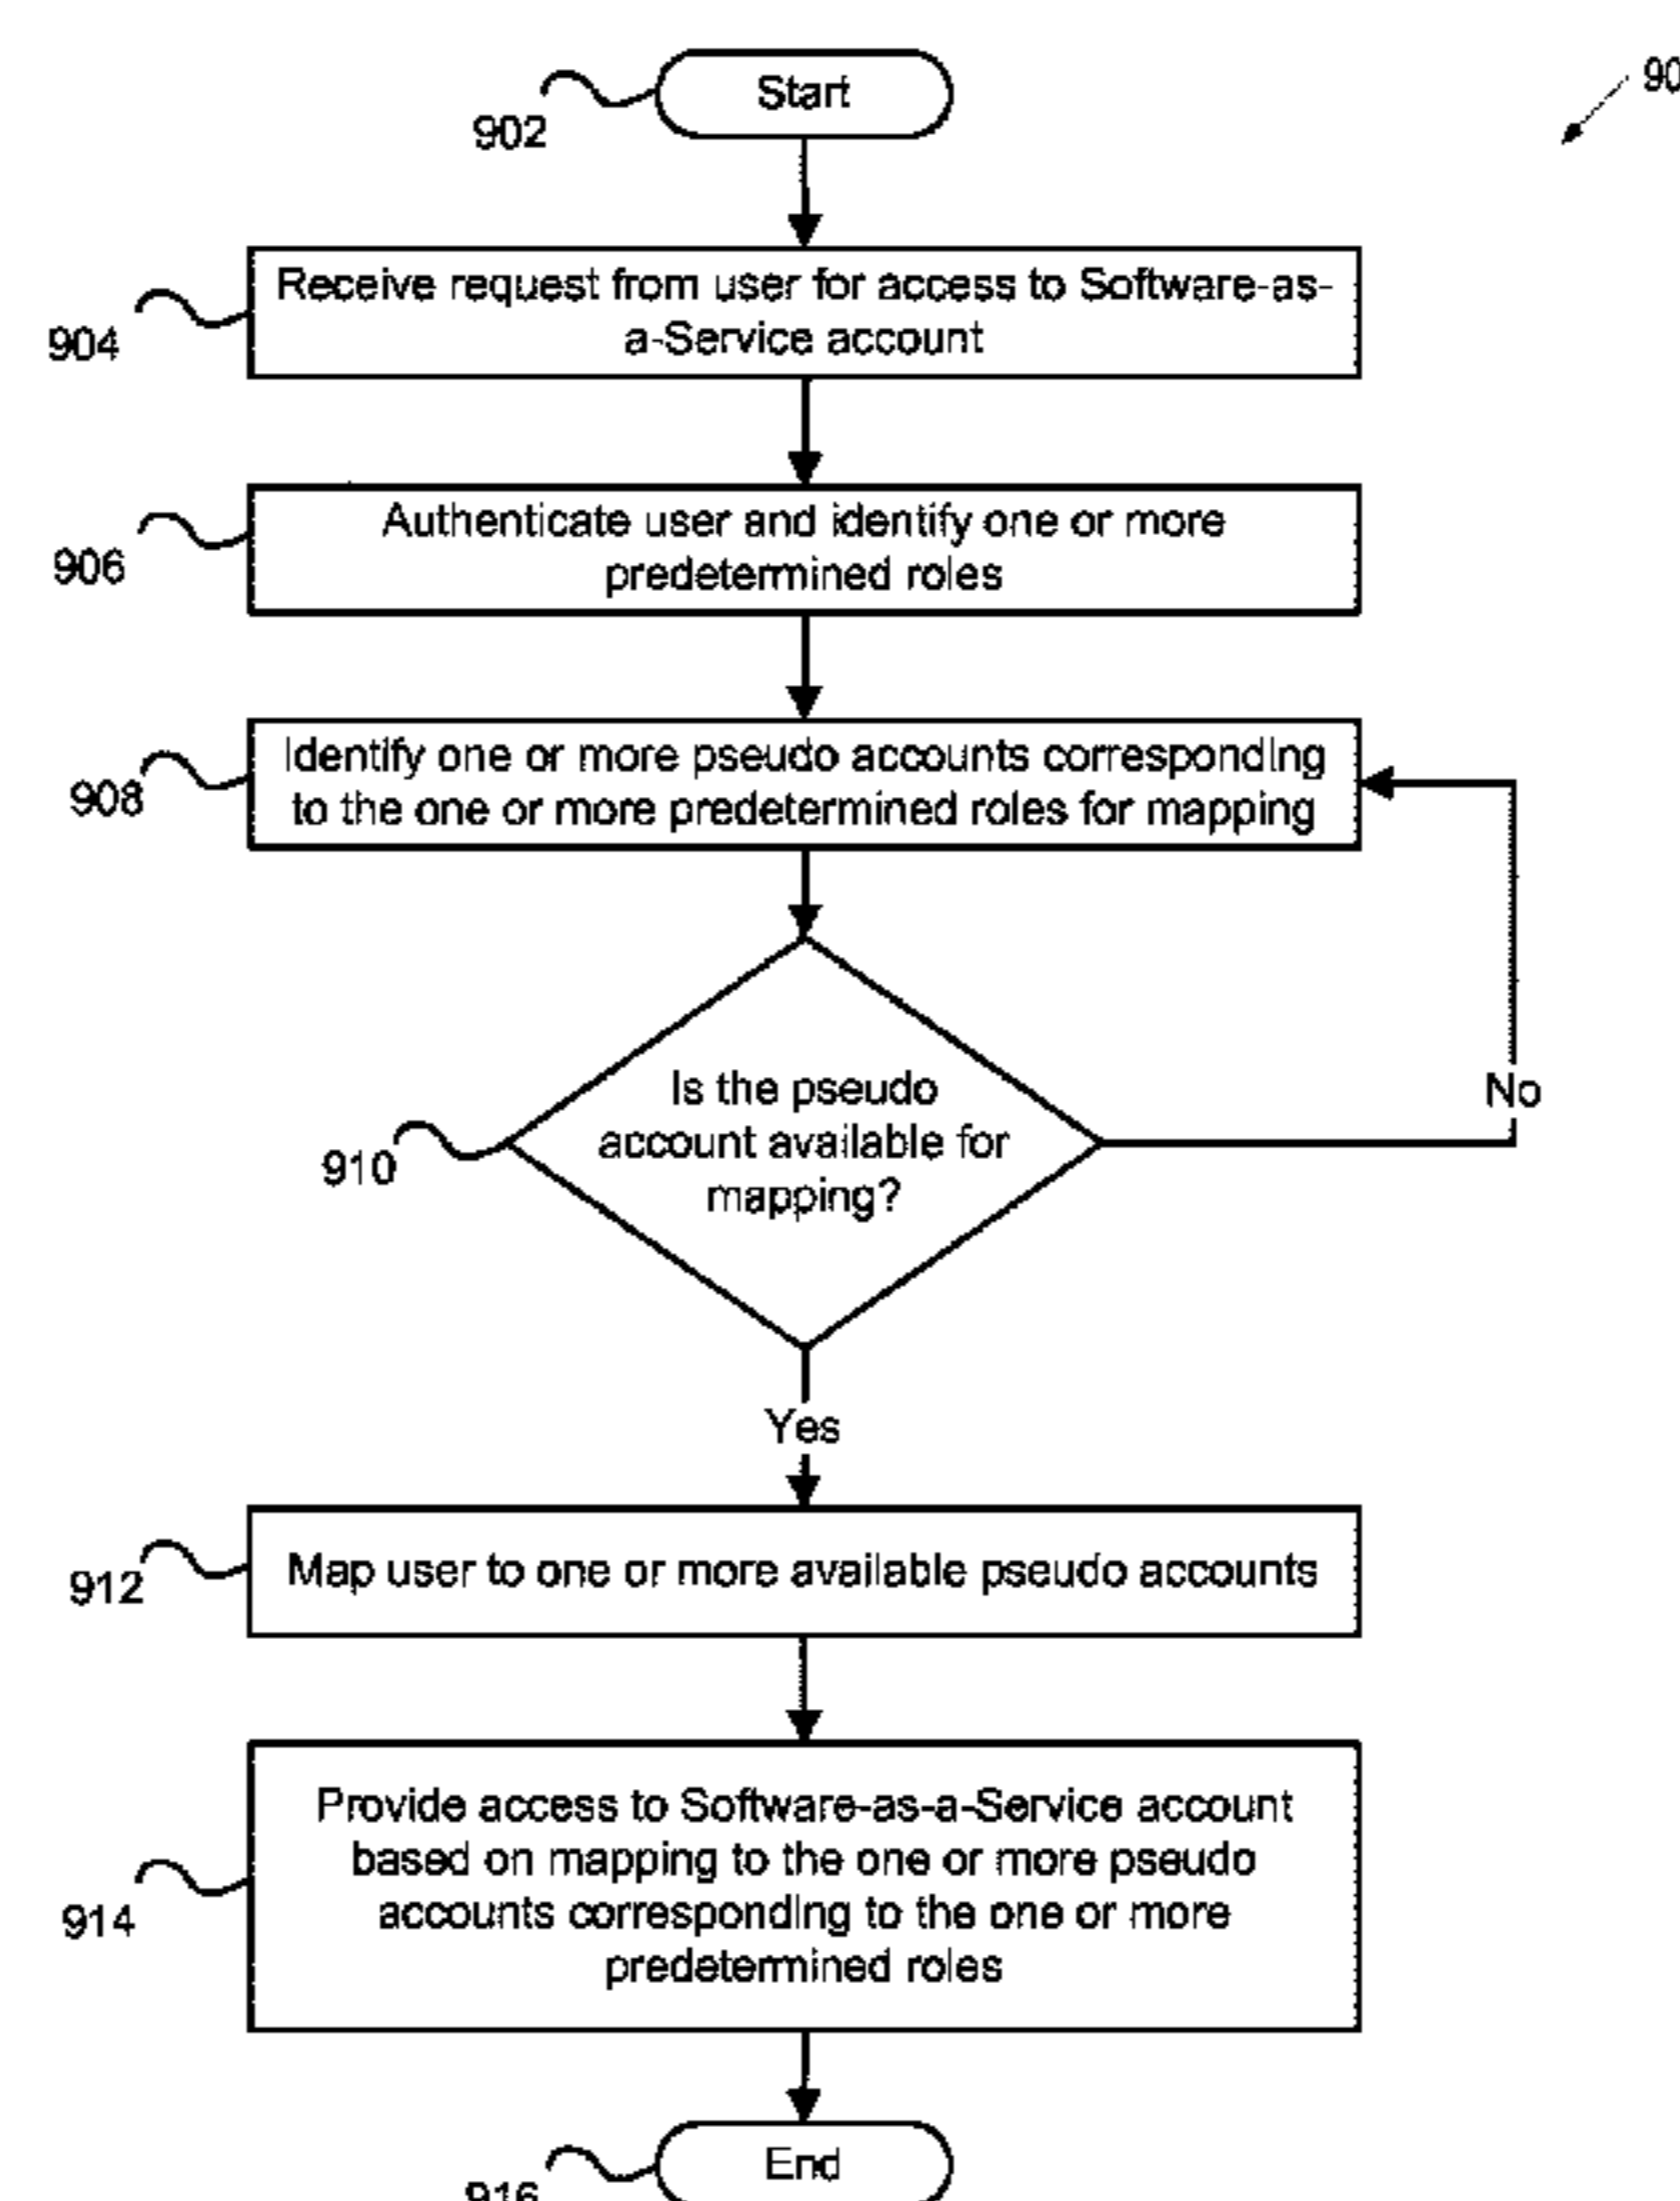 Start
902
Receive request from user for access to Software-as-
a-Service account
904
Authenticate user and identify one or more
predetermined roles
906
Identify one or more pseudo accounts corresponding
to the one or more predetermined roles for mapping
908
Is the pseudo
account available for
mapping?
910
No
Yes
Map user to one or more available pseudo accounts
912
Provide access to Software-as-a-Service account
based on mapping to the one or more pseudo
accounts corresponding to the one or more
predetermined roles
914
End
916